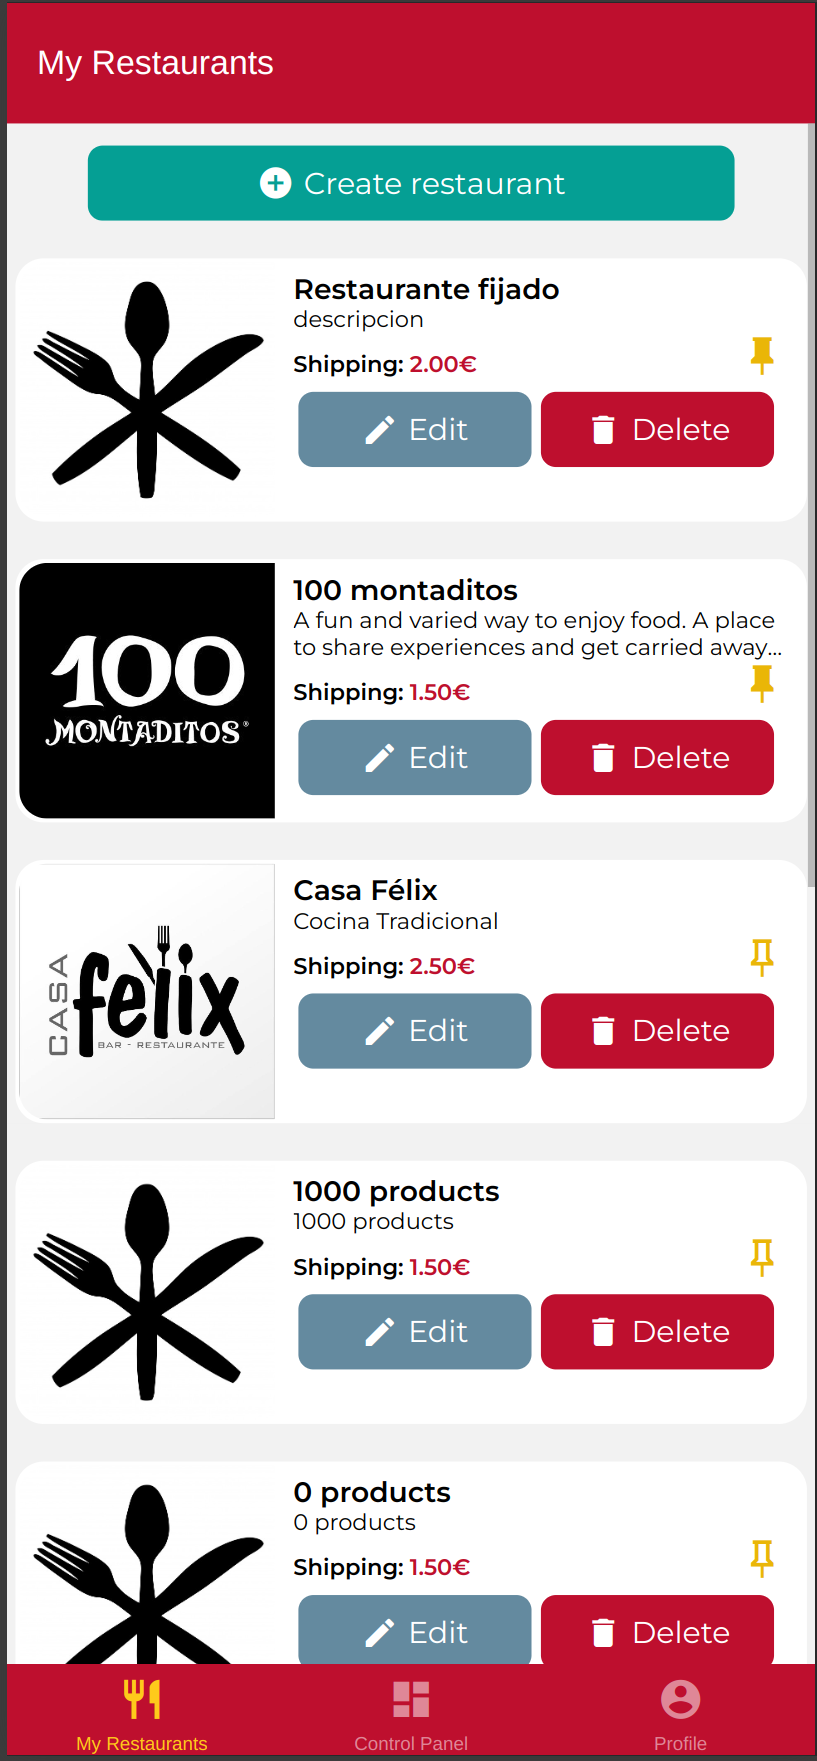 My Restaurants
Create restaurant
Restaurante fijado
descripcion
Shipping: 2.00€
Edit
Delete
100
MONTADITOS®
100 montaditos
A fun and varied way to enjoy food. A place
to share experiences and get carried away...
Shipping: 1.50€
Edit
Delete
CASA
felix
BAR - RESTAURANTE
Casa Félix
Cocina Tradicional
Shipping: 2.50€
Edit
Delete
1000 products
1000 products
Shipping: 1.50€
Edit
Delete
0 products
0 products
Shipping: 1.50€
Edit
Delete
My Restaurants
Control Panel
Profile